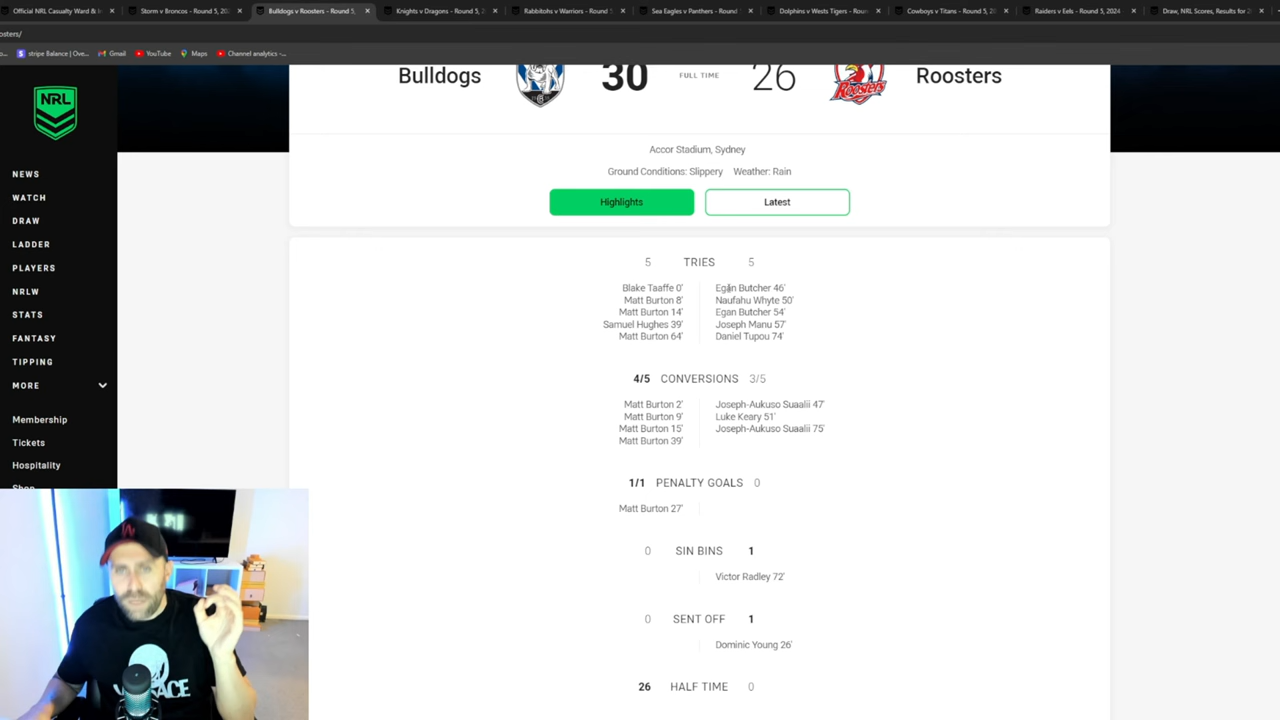 Official NRL Casualty Ward & In
Storm v Broncos - Round 5, 202
Bulldogs v Roosters - Round 5,
Knights v Dragons - Round 5, 2
Rabbitohs v Warriors - Round 5
Sea Eagles v Panthers - Round
Dolphins v Wests Tigers - Roun
Cowboys v Titans - Round 5, 2
Raiders v Eels - Round 5, 2024
Draw, NRL Scores, Results for 2
osters/
stripe Balance | Ove...
Gmail
YouTube
Maps
Channel analytics -...
Bulldogs
30
FULL TIME
26
Roosters
NRL
Accor Stadium, Sydney
Ground Conditions: Slippery Weather: Rain
Highlights
Latest
NEWS
WATCH
DRAW
LADDER
PLAYERS
NRLW
STATS
FANTASY
TIPPING
MORE
Membership
Tickets
Hospitality
Shop
5 TRIES 5
Blake Taaffe 0' Egan Butcher 46'
Matt Burton 8' Naufahu Whyte 50'
Matt Burton 14' Egan Butcher 54'
Samuel Hughes 39' Joseph Manu 57'
Matt Burton 64' Daniel Tupou 74'
4/5 CONVERSIONS 3/5
Matt Burton 2' Joseph-Aukuso Suaalii 47'
Matt Burton 9' Luke Keary 51'
Matt Burton 15' Joseph-Aukuso Suaalii 75'
Matt Burton 39'
1/1 PENALTY GOALS 0
Matt Burton 27'
0 SIN BINS 1
Victor Radley 72'
0 SENT OFF 1
Dominic Young 26'
26 HALF TIME 0